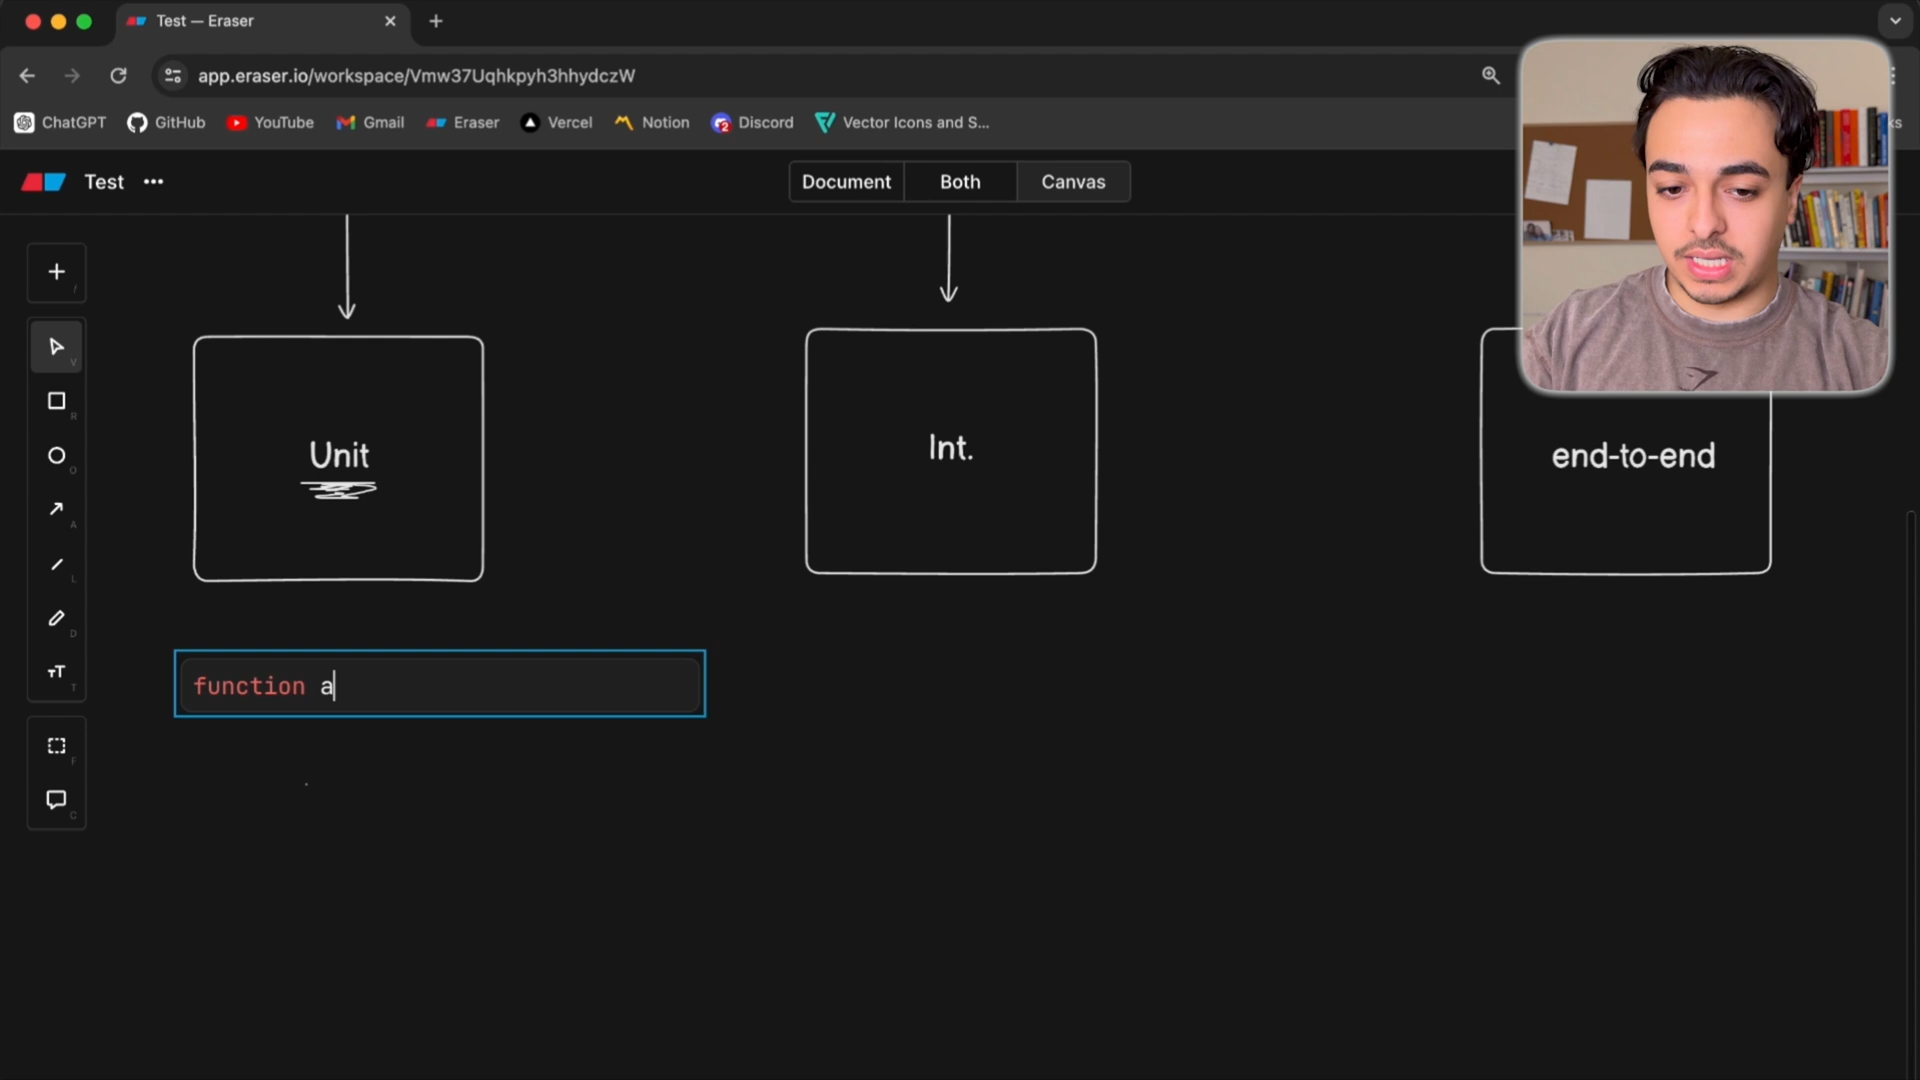 Test — Eraser
app.eraser.io/workspace/Vmw37Uqhkpyh3hhydczW
ChatGPT GitHub YouTube Gmail Eraser Vercel Notion Discord Vector Icons and S... ks
Test ...
Document Both Canvas
Unit
Int.
end-to-end
function a
f
V
R
O
A
L
D
T
F
C